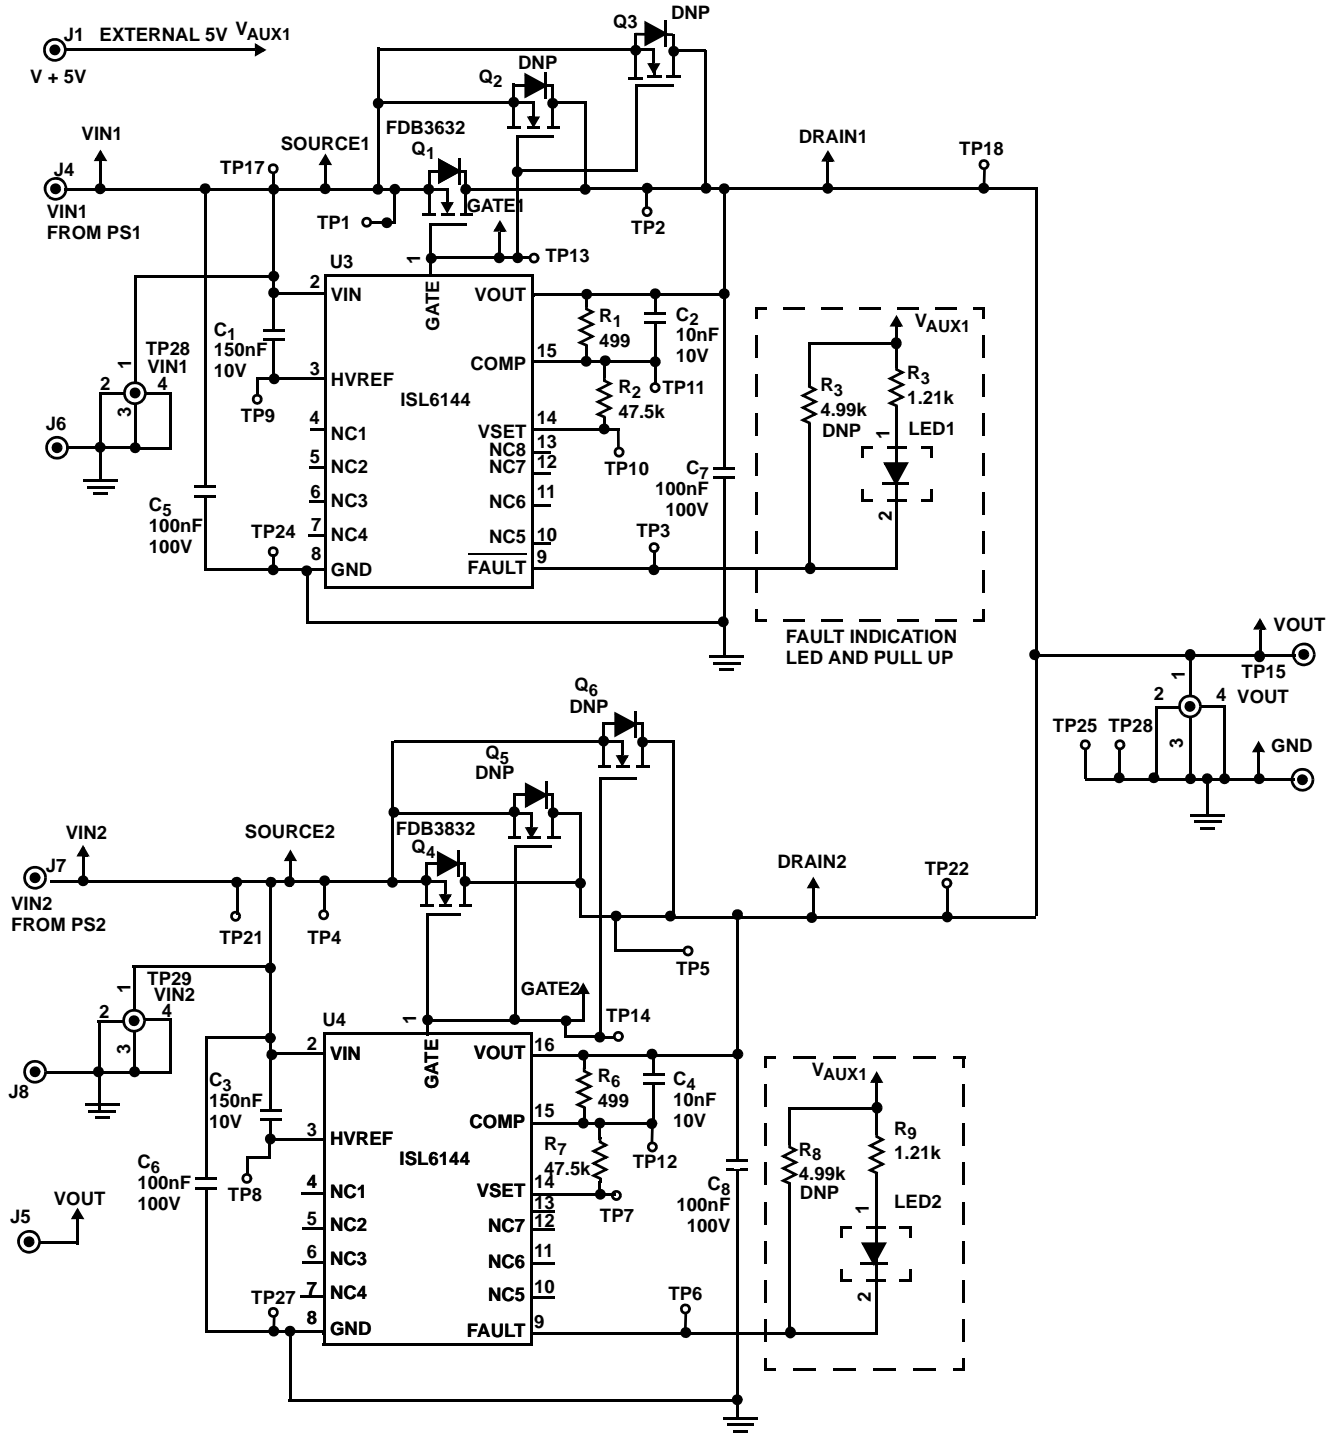 J1 EXTERNAL 5V VAUX1
V + 5V
Q3 DNP
Q2 DNP
VIN1
J4
VIN1
FROM PS1
TP17
SOURCE1
FDB3632
Q1
TP1
GATE1
TP13
TP2
DRAIN1
TP18
U3
1
GATE
2 VIN
VOUT
C1
150nF
10V
R1
499
C2
10nF
10V
VAUX1
TP28
VIN1
1
2
4
3
3 HVREF
TP9
COMP 15
TP11
ISL6144
R2
47.5k
R3
4.99k
DNP
R3
1.21k
J6
4 NC1
VSET 14
TP10
NC8 13
5 NC2
NC7 12
C7
100nF
100V
1
LED1
2
6 NC3
NC6 11
C5
100nF
100V
TP24
7 NC4
NC5 10
TP3
8 GND
FAULT 9
FAULT INDICATION
LED AND PULL UP
VOUT
TP15
VOUT
1
2
4
3
TP25
TP28
GND
Q6
DNP
Q5
DNP
VIN2
J7
VIN2
FROM PS2
SOURCE2
FDB3832
Q4
TP21
TP4
DRAIN2
TP22
TP5
TP29
VIN2
1
2
4
3
J8
GATE2
TP14
U4
1
GATE
2 VIN
VOUT 16
C3
150nF
10V
R6
499
C4
10nF
10V
VAUX1
3 HVREF
COMP 15
TP8
TP12
ISL6144
R7
47.5k
R8
4.99k
DNP
R9
1.21k
C6
100nF
100V
4 NC1
VSET 14
13
TP7
C8
100nF
100V
1
LED2
2
VOUT
J5
5 NC2
NC7 12
6 NC3
NC6 11
TP27
7 NC4
NC5 10
TP6
8 GND
FAULT 9